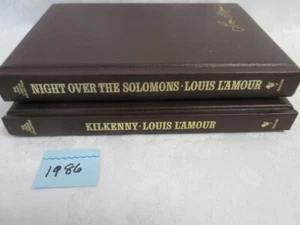 NIGHT OVER THE SOLOMONS · LOUIS L'AMOUR
KILKENNY · LOUIS L'AMOUR
1986